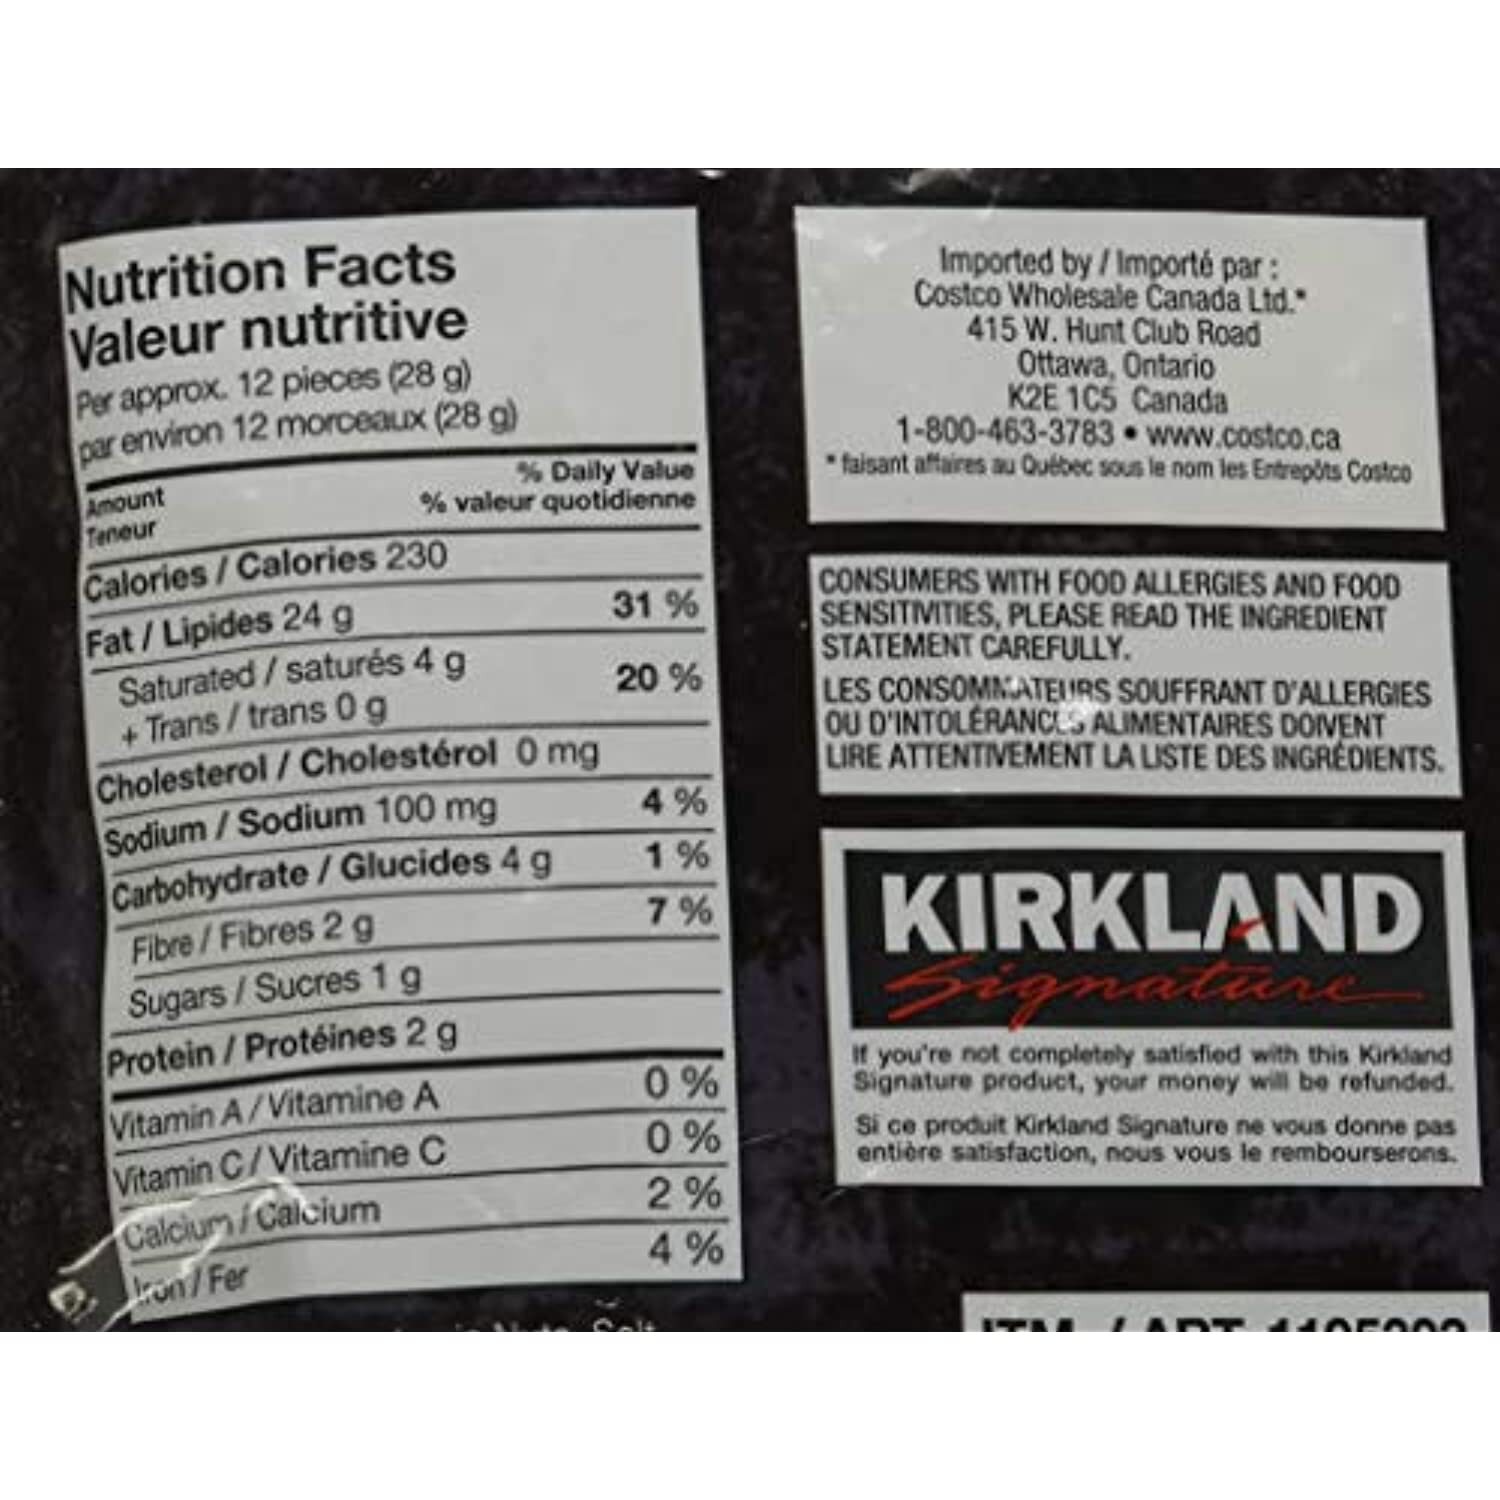 Nutrition Facts
Valeur nutritive
Per approx. 12 pieces (28 g)
par environ 12 morceaux (28 g)
% Daily Value
Amount
% valeur quotidienne
Teneur
Calories / Calories 230
Fat / Lipides 24 g 31 %
Saturated / saturés 4 g 20 %
+ Trans / trans 0 g
Cholesterol / Cholestérol 0 mg
Sodium / Sodium 100 mg 4 %
Carbohydrate / Glucides 4 g 1 %
Fibre / Fibres 2 g 7 %
Sugars / Sucres 1 g
Protein / Protéines 2 g
Vitamin A / Vitamine A 0 %
Vitamin C / Vitamine C 0 %
Calcium / Calcium 2 %
Iron / Fer 4 %
Salt
Imported by / Importé par :
Costco Wholesale Canada Ltd.*
415 W. Hunt Club Road
Ottawa, Ontario
K2E 1C5 Canada
1-800-463-3783 • www.costco.ca
* faisant affaires au Québec sous le nom les Entrepôts Costco
CONSUMERS WITH FOOD ALLERGIES AND FOOD
SENSITIVITIES, PLEASE READ THE INGREDIENT
STATEMENT CAREFULLY.
LES CONSOMMATEURS SOUFFRANT D'ALLERGIES
OU D'INTOLÉRANCES ALIMENTAIRES DOIVENT
LIRE ATTENTIVEMENT LA LISTE DES INGRÉDIENTS.
KIRKLAND
Signature
If you're not completely satisfied with this Kirkland
Signature product, your money will be refunded.
Si ce produit Kirkland Signature ne vous donne pas
entière satisfaction, nous vous le rembourserons.
ITM. / ART.